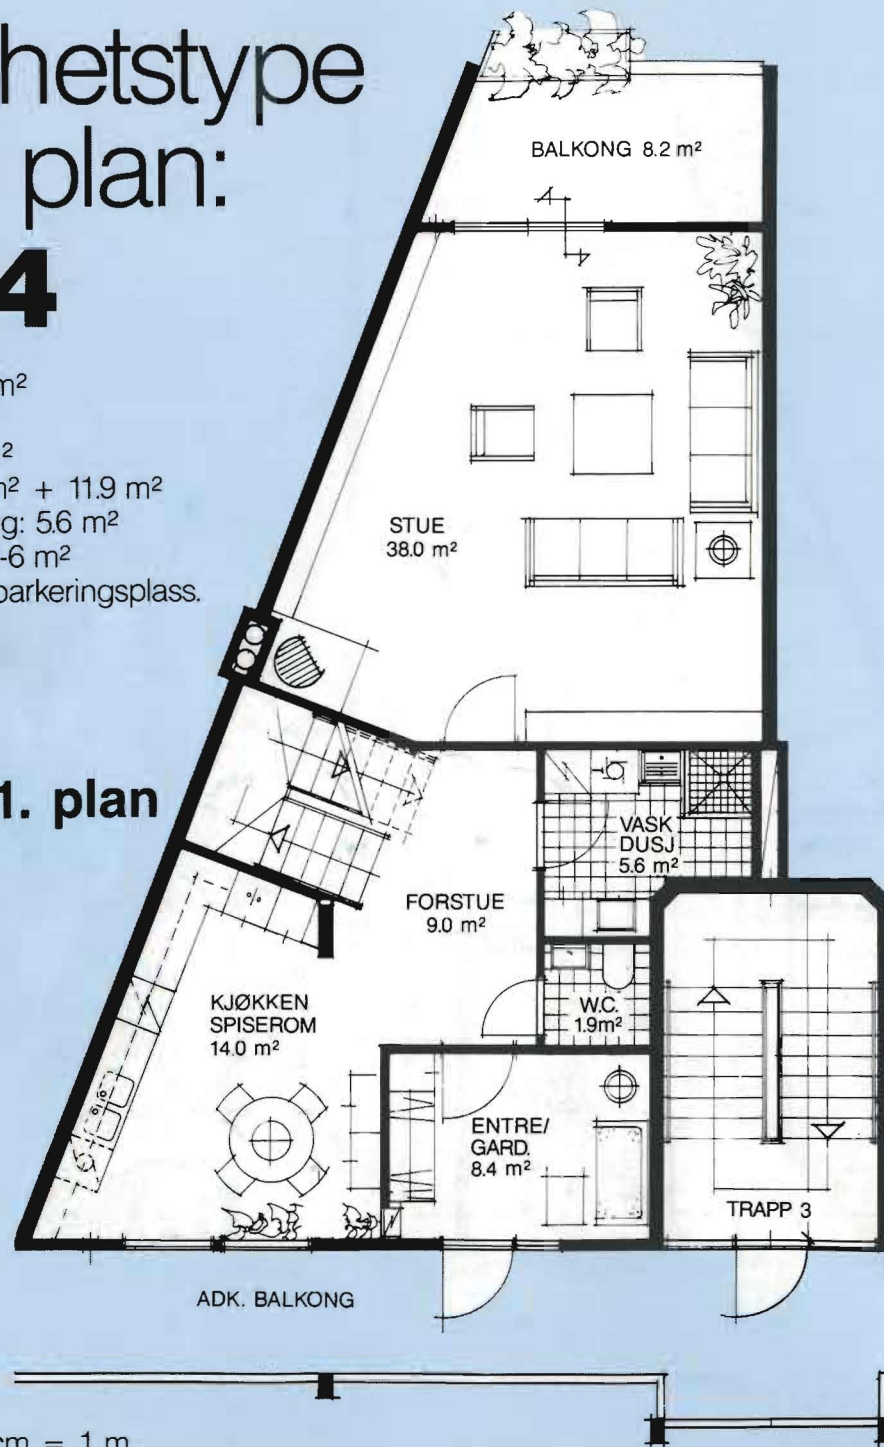 hetstype
plan:
4
m²
²
m² + 11.9 m²
g: 5.6 m²
-6 m²
parkeringsplass.
1. plan
BALKONG 8.2 m²
STUE
38.0 m²
VASK
DUSJ
5.6 m²
FORSTUE
9.0 m²
W.C.
1.9m²
KJØKKEN
SPISEROM
14.0 m²
ENTRE/
GARD.
8.4 m²
TRAPP 3
ADK. BALKONG
cm = 1 m